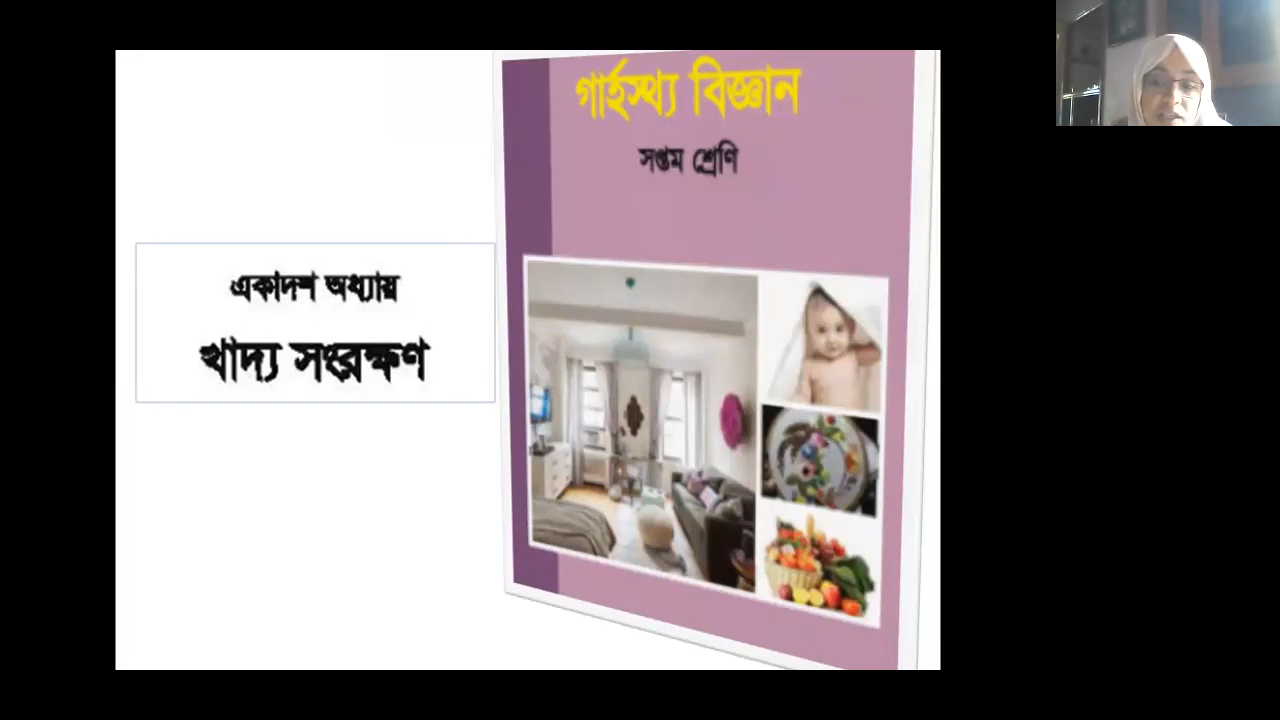 গার্হস্থ্য বিজ্ঞান
সপ্তম শ্রেণি
একাদশ অধ্যায়
খাদ্য সংরক্ষণ